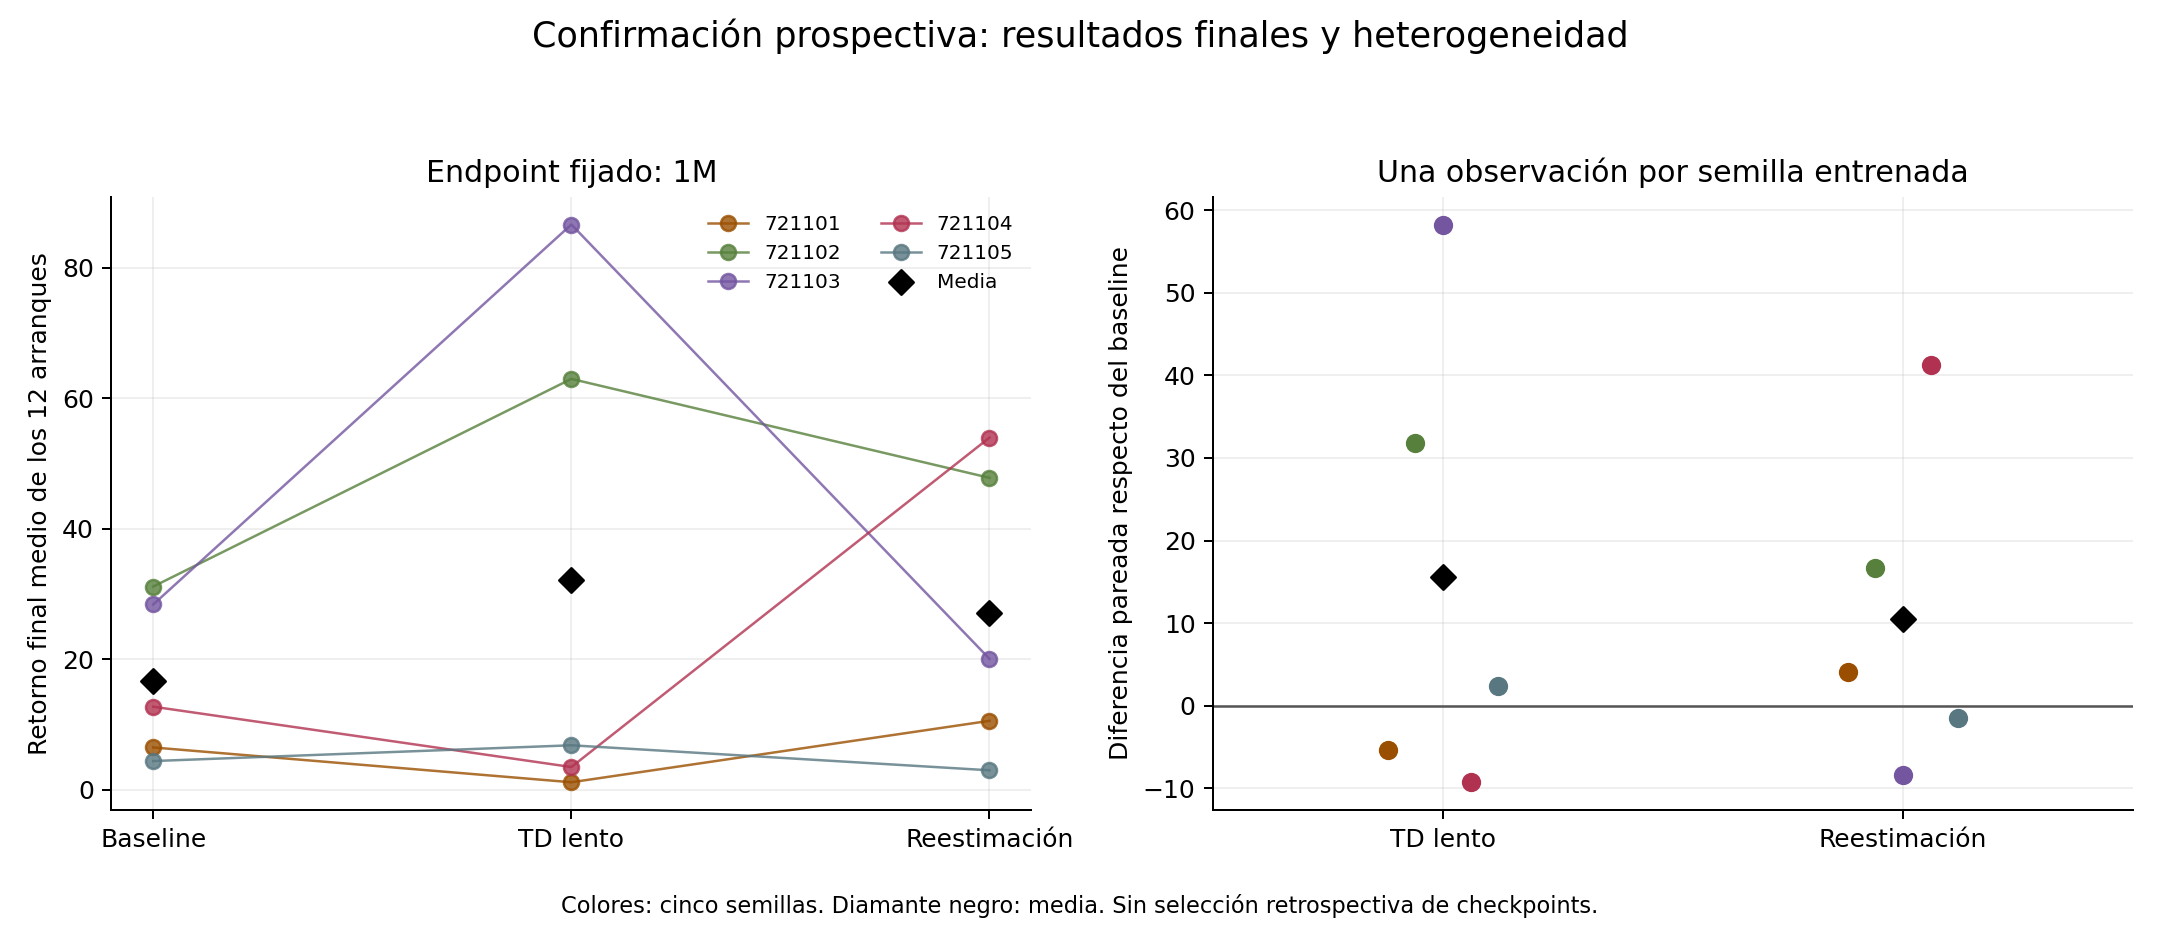 Confirmación prospectiva: resultados finales y heterogeneidad
Endpoint fijado: 1M
Retorno final medio de los 12 arranques
80
60
40
20
0
721101
721102
721103
721104
721105
Media
Baseline
TD lento
Reestimación
Una observación por semilla entrenada
Diferencia pareada respecto del baseline
60
50
40
30
20
10
0
−10
TD lento
Reestimación
Colores: cinco semillas. Diamante negro: media. Sin selección retrospectiva de checkpoints.